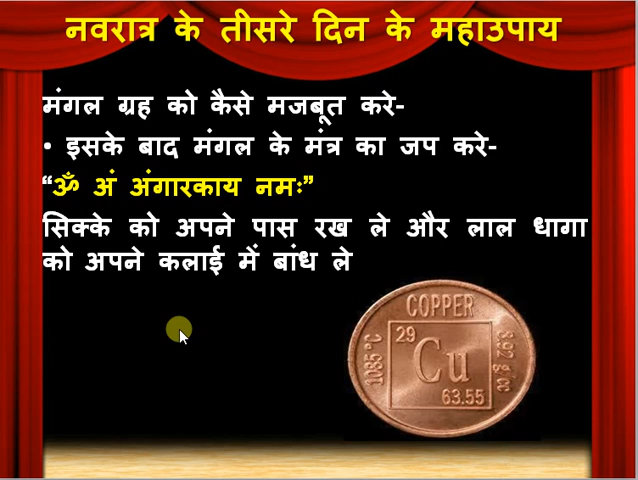 नवरात्र के तीसरे दिन के महाउपाय
मंगल ग्रह को कैसे मजबूत करे-
• इसके बाद मंगल के मंत्र का जप करे-
“ॐ अं अंगारकाय नमः”
सिक्के को अपने पास रख ले और लाल धागा
को अपने कलाई में बांध ले
COPPER
29
Cu
63.55
1085 °C
8.92 g/cc